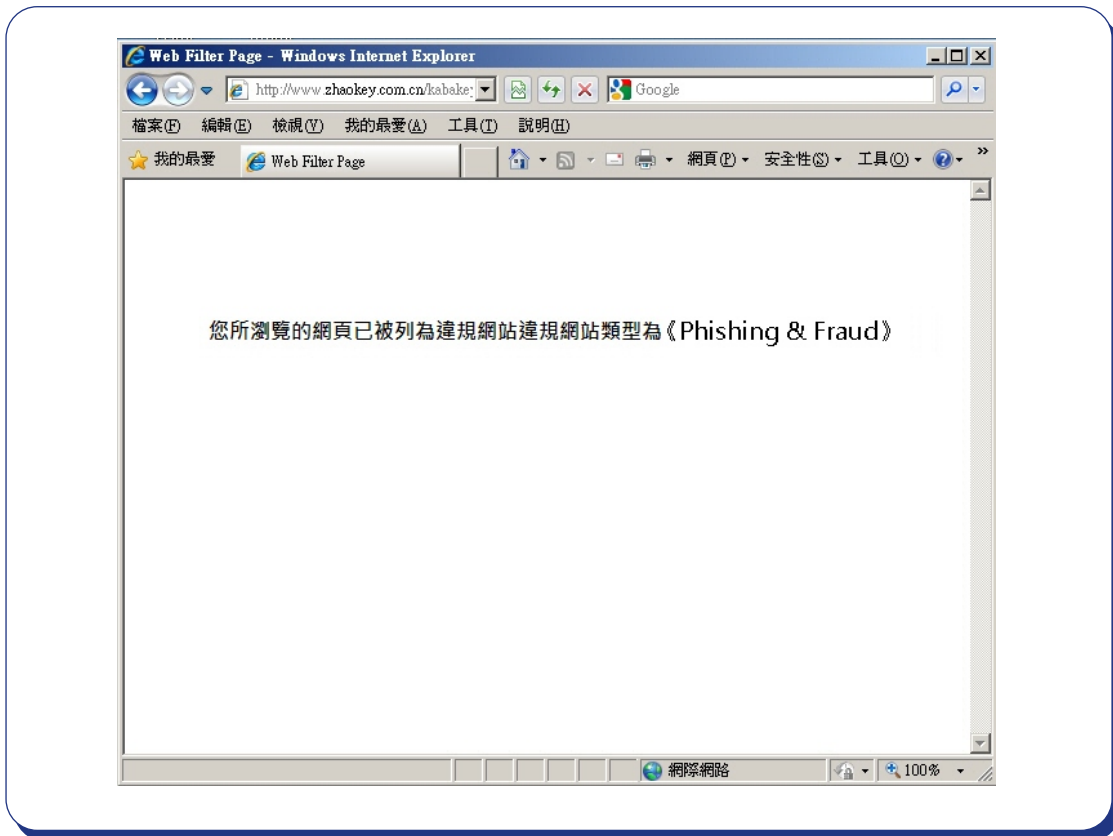 Web Filter Page - Windows Internet Explorer
http://www.zhaokey.com.cn/kabakey Google
檔案(F) 編輯(E) 檢視(V) 我的最愛(A) 工具(T) 說明(H)
我的最愛 Web Filter Page 網頁(P) 安全性(S) 工具(O) »
您所瀏覽的網頁已被列為違規網站違規網站類型為《Phishing & Fraud》
網際網路 100%